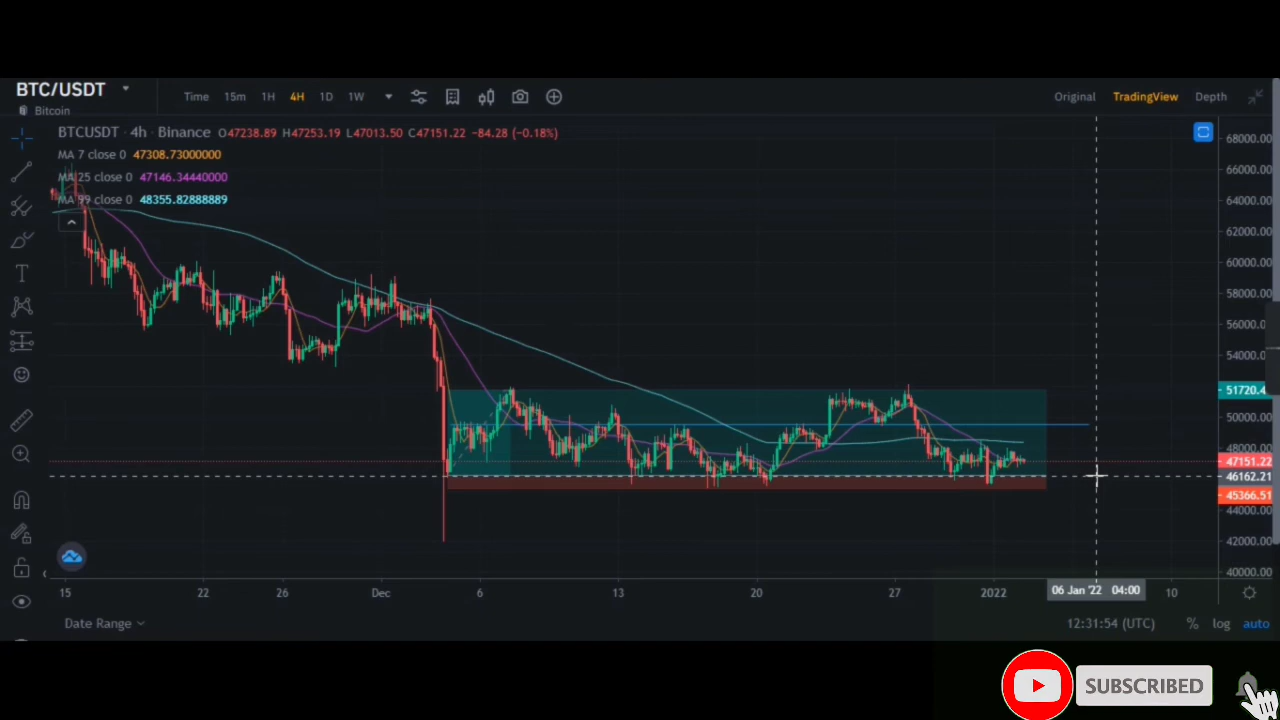 BTC/USDT
Bitcoin
Time 15m 1H 4H 1D 1W
Original TradingView Depth
BTCUSDT · 4h · Binance O47238.89 H47253.19 L47013.50 C47151.22 -84.28 (-0.18%)
MA 7 close 0 47308.73000000
MA 25 close 0 47146.34440000
MA 99 close 0 48355.82888889
68000.00
66000.00
64000.00
62000.00
60000.00
58000.00
56000.00
54000.00
51720.4
50000.00
48000.00
47151.22
46162.21
45366.51
44000.00
42000.00
40000.00
15 22 26 Dec 6 13 20 27 2022 06 Jan '22 04:00 10
Date Range 12:31:54 (UTC) % log auto
SUBSCRIBED